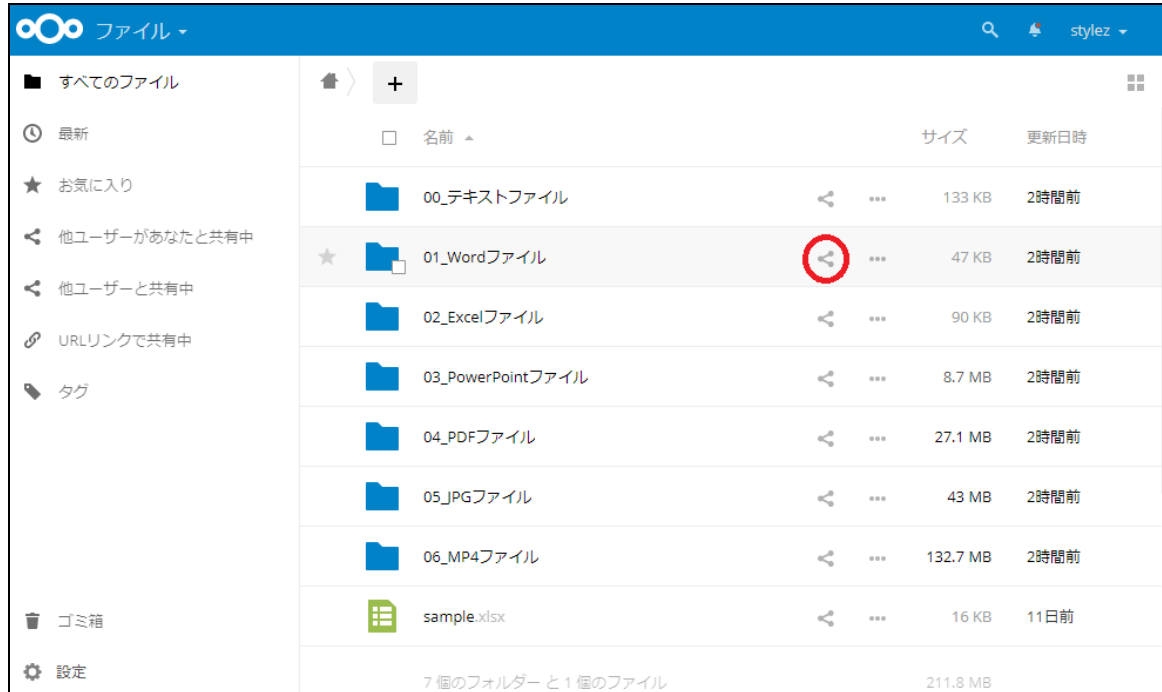 ファイル
stylez
すべてのファイル
最新
お気に入り
他ユーザーがあなたと共有中
他ユーザーと共有中
URLリンクで共有中
タグ
ゴミ箱
設定
名前 サイズ 更新日時
00_テキストファイル 133 KB 2時間前
01_Wordファイル 47 KB 2時間前
02_Excelファイル 90 KB 2時間前
03_PowerPointファイル 8.7 MB 2時間前
04_PDFファイル 27.1 MB 2時間前
05_JPGファイル 43 MB 2時間前
06_MP4ファイル 132.7 MB 2時間前
sample.xlsx 16 KB 11日前
7 個のフォルダー と 1 個のファイル 211.8 MB